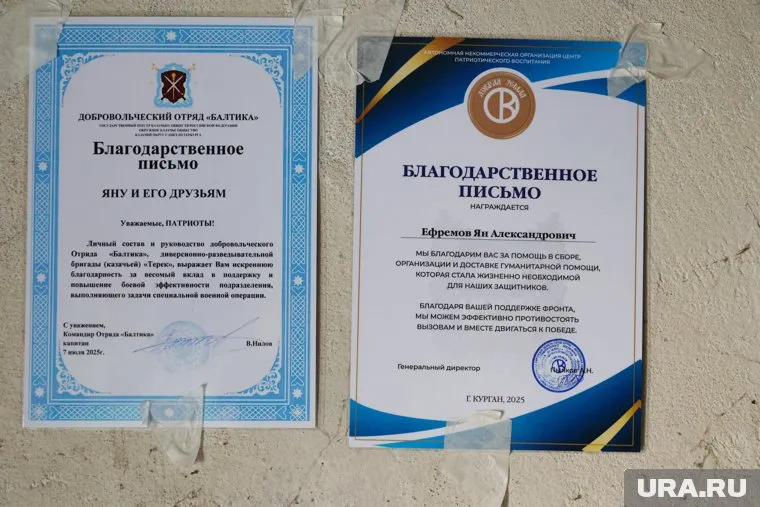 ДОБРОВОЛЬЧЕСКИЙ ОТРЯД «БАЛТИКА»
Благодарственное
письмо
ЯНУ И ЕГО ДРУЗЬЯМ
Уважаемые, ПАТРИОТЫ!
Личный состав и руководство добровольческого
Отряда «Балтика», диверсионно-разведывательной
бригады (казачьей) «Терек», выражает Вам искреннюю
благодарность за весомый вклад в поддержку и
повышение боевой эффективности подразделения,
выполняющего задачи специальной военной операции.
С уважением,
Командир Отряда «Балтика»
капитан В.Нилов
7 июля 2025г.
АВТОНОМНАЯ НЕКОММЕРЧЕСКАЯ ОРГАНИЗАЦИЯ ЦЕНТР
ПАТРИОТИЧЕСКОГО ВОСПИТАНИЯ
БЛАГОДАРСТВЕННОЕ
ПИСЬМО
НАГРАЖДАЕТСЯ
Ефремов Ян Александрович
МЫ БЛАГОДАРИМ ВАС ЗА ПОМОЩЬ В СБОРЕ,
ОРГАНИЗАЦИИ И ДОСТАВКЕ ГУМАНИТАРНОЙ ПОМОЩИ,
КОТОРАЯ СТАЛА ЖИЗНЕННО НЕОБХОДИМОЙ
ДЛЯ НАШИХ ЗАЩИТНИКОВ.
БЛАГОДАРЯ ВАШЕЙ ПОДДЕРЖКЕ ФРОНТА,
МЫ МОЖЕМ ЭФФЕКТИВНО ПРОТИВОСТОЯТЬ
ВЫЗОВАМ И ВМЕСТЕ ДВИГАТЬСЯ К ПОБЕДЕ.
Генеральный директор
Г. КУРГАН, 2025
URA.RU